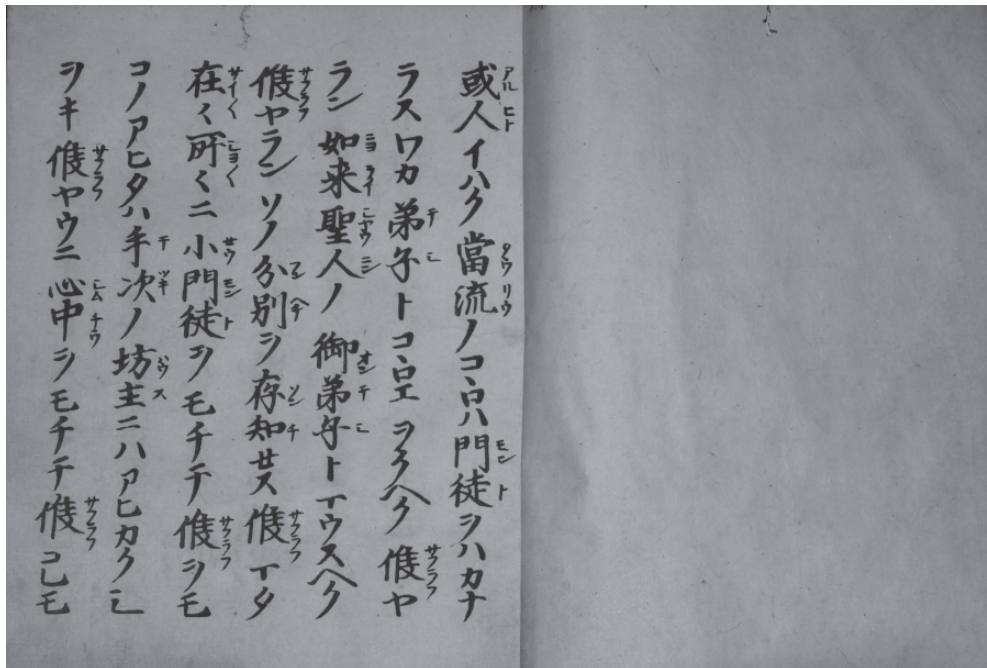 或人イハク當流ノコヽロハ門徒ヲハカナ
ラスワカ弟子トコヽロエヲクヘク候ヤ
ラン如来聖人ノ御弟子トマウスヘク
候ヤランソノ分別ヲ存知セス候マタ
在々所々ニ小門徒ヲモチテ候ヲモ
コノアヒタハ手次ノ坊主ニハアヒカクシ
ヲキ候ヤウニ心中ヲモチテ候コレモ